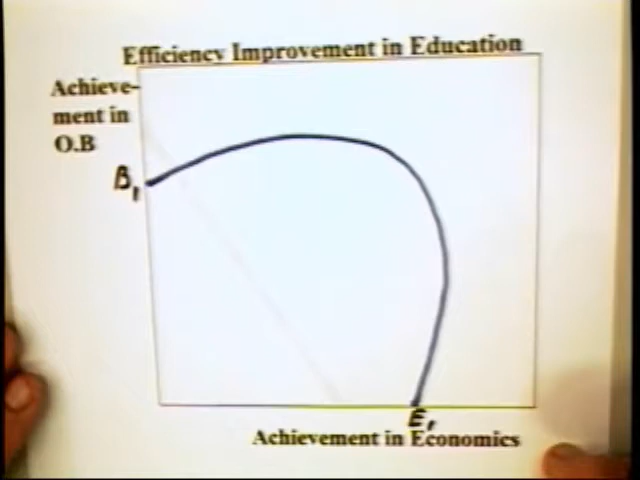 Efficiency Improvement in Education
Achieve-
ment in
O.B
B1
E1
Achievement in Economics